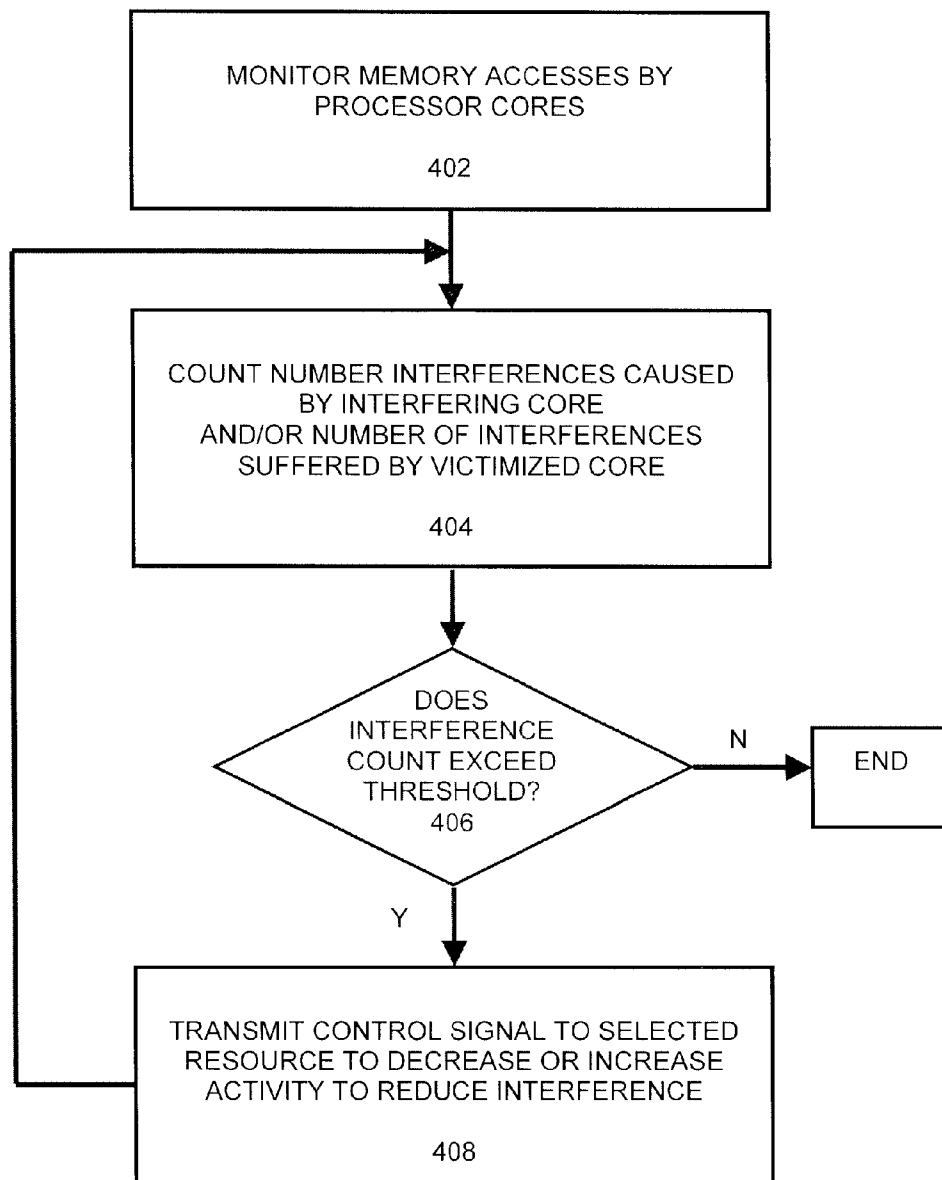 MONITOR MEMORY ACCESSES BY
PROCESSOR CORES
402
COUNT NUMBER INTERFERENCES CAUSED
BY INTERFERING CORE
AND/OR NUMBER OF INTERFERENCES
SUFFERED BY VICTIMIZED CORE
404
DOES
INTERFERENCE
COUNT EXCEED
THRESHOLD?
406
N
END
Y
TRANSMIT CONTROL SIGNAL TO SELECTED
RESOURCE TO DECREASE OR INCREASE
ACTIVITY TO REDUCE INTERFERENCE
408